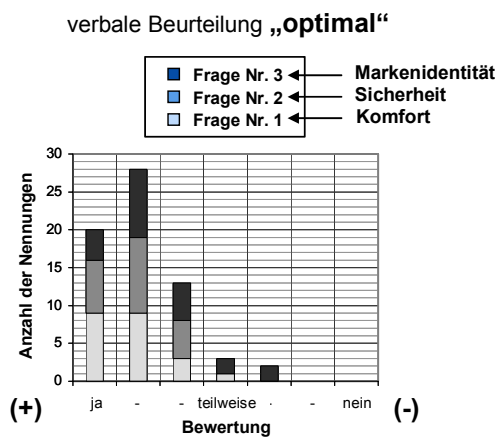 verbale Beurteilung „optimal“
Frage Nr. 3 Markenidentität
Frage Nr. 2 Sicherheit
Frage Nr. 1 Komfort
Anzahl der Nennungen
30
25
20
15
10
5
0
(+) ja - - teilweise - - nein (-)
Bewertung